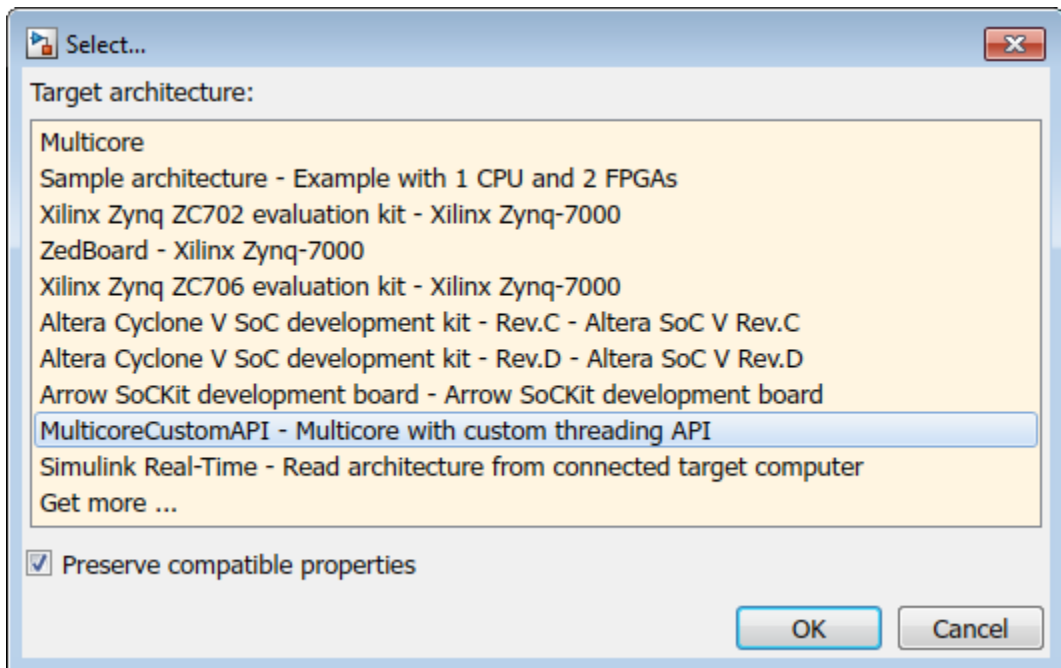 Select...
Target architecture:
Multicore
Sample architecture - Example with 1 CPU and 2 FPGAs
Xilinx Zynq ZC702 evaluation kit - Xilinx Zynq-7000
ZedBoard - Xilinx Zynq-7000
Xilinx Zynq ZC706 evaluation kit - Xilinx Zynq-7000
Altera Cyclone V SoC development kit - Rev.C - Altera SoC V Rev.C
Altera Cyclone V SoC development kit - Rev.D - Altera SoC V Rev.D
Arrow SoCKit development board - Arrow SoCKit development board
MulticoreCustomAPI - Multicore with custom threading API
Simulink Real-Time - Read architecture from connected target computer
Get more ...
Preserve compatible properties
OK Cancel